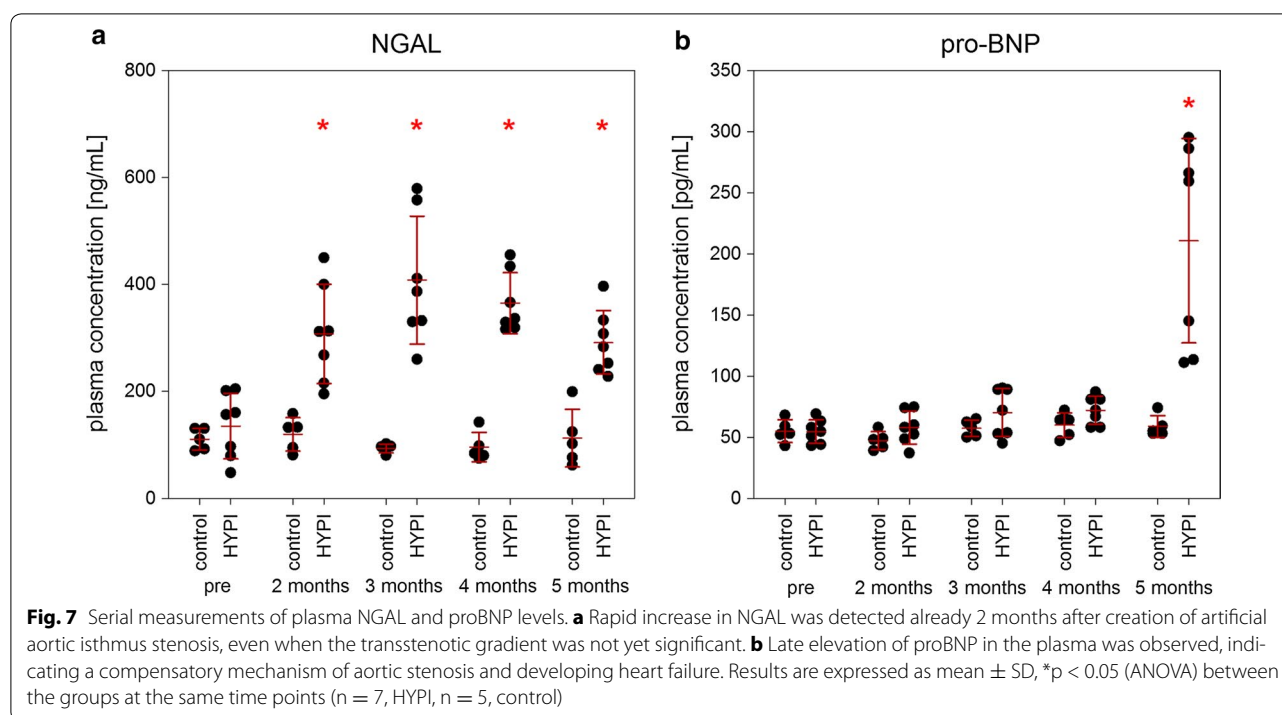 a
NGAL
800
600
400
200
0
plasma concentration [ng/mL]
*
*
*
*
control
HYPI
control
HYPI
control
HYPI
control
HYPI
control
HYPI
pre
2 months
3 months
4 months
5 months
b
pro-BNP
350
300
250
200
150
100
50
0
plasma concentration [pg/mL]
*
control
HYPI
control
HYPI
control
HYPI
control
HYPI
control
HYPI
pre
2 months
3 months
4 months
5 months
Fig. 7 Serial measurements of plasma NGAL and proBNP levels. a Rapid increase in NGAL was detected already 2 months after creation of artificial
aortic isthmus stenosis, even when the transstenotic gradient was not yet significant. b Late elevation of proBNP in the plasma was observed, indi-
cating a compensatory mechanism of aortic stenosis and developing heart failure. Results are expressed as mean ± SD, *p < 0.05 (ANOVA) between
the groups at the same time points (n = 7, HYPI, n = 5, control)